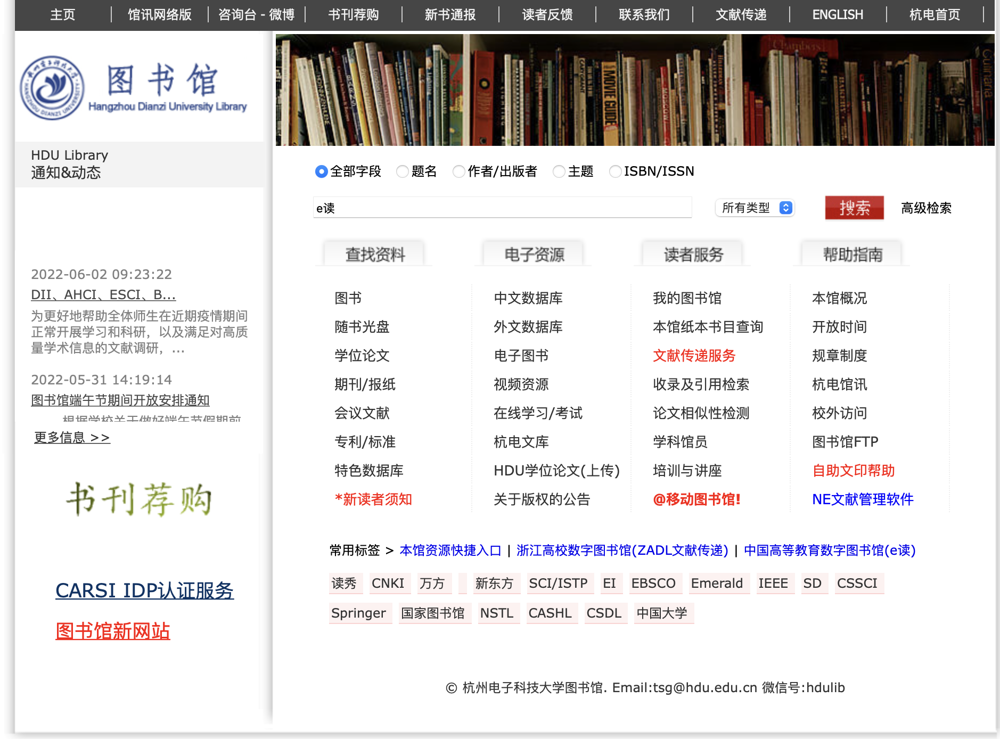 主页 馆讯网络版 咨询台 - 微博 书刊荐购 新书通报 读者反馈 联系我们 文献传递 ENGLISH 杭电首页
图书馆
Hangzhou Dianzi University Library
HANGZHOU DIANZI UNIVERSITY
HDU Library
通知&动态
2022-06-02 09:23:22
DII、AHCI、ESCI、B...
为更好地帮助全体师生在近期疫情期间
正常开展学习和科研，以及满足对高质
量学术信息的文献调研，...
2022-05-31 14:19:14
图书馆端午节期间开放安排通知
根据学校关于做好端午节假期前
更多信息 >>
书刊荐购
CARSI IDP认证服务
图书馆新网站
MOVIE GUIDE
Chambers
全部字段 题名 作者/出版者 主题 ISBN/ISSN
e读 所有类型 搜索 高级检索
查找资料 电子资源 读者服务 帮助指南
图书 中文数据库 我的图书馆 本馆概况
随书光盘 外文数据库 本馆纸本书目查询 开放时间
学位论文 电子图书 文献传递服务 规章制度
期刊/报纸 视频资源 收录及引用检索 杭电馆讯
会议文献 在线学习/考试 论文相似性检测 校外访问
专利/标准 杭电文库 学科馆员 图书馆FTP
特色数据库 HDU学位论文(上传) 培训与讲座 自助文印帮助
*新读者须知 关于版权的公告 @移动图书馆! NE文献管理软件
常用标签 > 本馆资源快捷入口 | 浙江高校数字图书馆(ZADL文献传递) | 中国高等教育数字图书馆(e读)
读秀 CNKI 万方 新东方 SCI/ISTP EI EBSCO Emerald IEEE SD CSSCI
Springer 国家图书馆 NSTL CASHL CSDL 中国大学
© 杭州电子科技大学图书馆. Email:tsg@hdu.edu.cn 微信号:hdulib